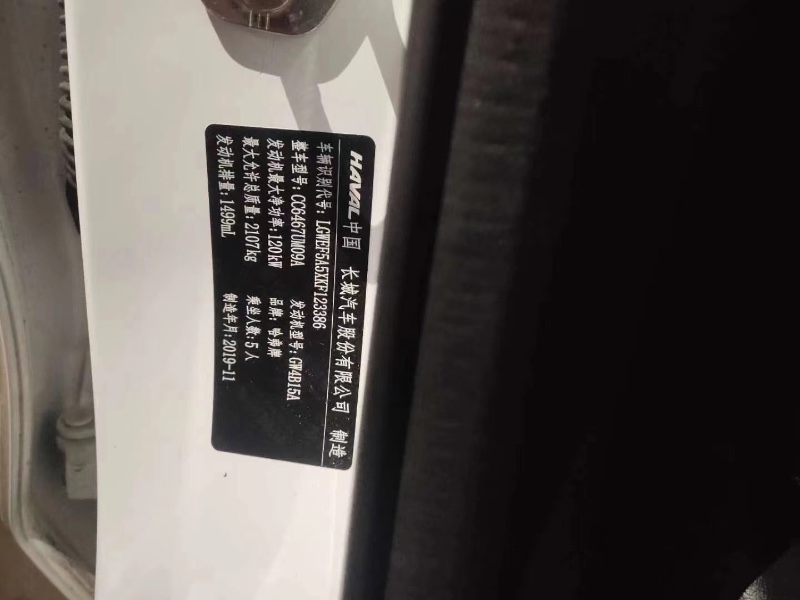 HAVAL 中国 长城汽车股份有限公司 制造
车辆识别代号: LGWEF5A5XKF123386
整车型号: CC6467UM09A 发动机型号: GW4B15A
发动机最大净功率: 120kW 品牌: 哈弗牌
最大允许总质量: 2107kg 乘坐人数: 5人
发动机排量: 1499mL 制造年月: 2019-11